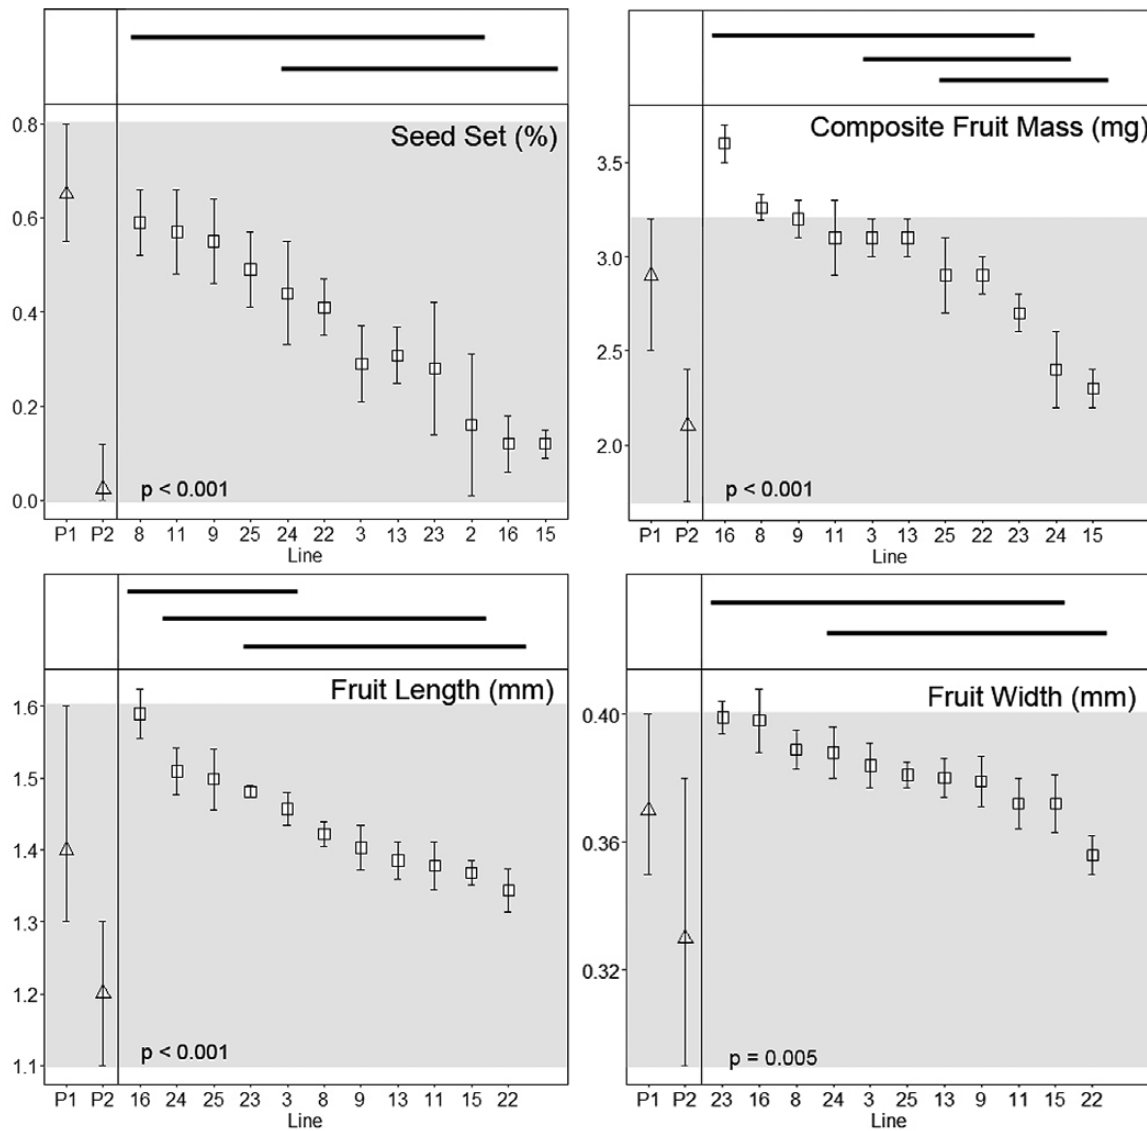 Seed Set (%)
0.8
0.6
0.4
0.2
0.0
p < 0.001
P1 P2 8 11 9 25 24 22 3 13 23 2 16 15
Line
Composite Fruit Mass (mg)
3.5
3.0
2.5
2.0
p < 0.001
P1 P2 16 8 9 11 3 13 25 22 23 24 15
Line
Fruit Length (mm)
1.6
1.5
1.4
1.3
1.2
1.1
p < 0.001
P1 P2 16 24 25 23 3 8 9 13 11 15 22
Line
Fruit Width (mm)
0.40
0.36
0.32
p = 0.005
P1 P2 23 16 8 24 3 25 13 9 11 15 22
Line